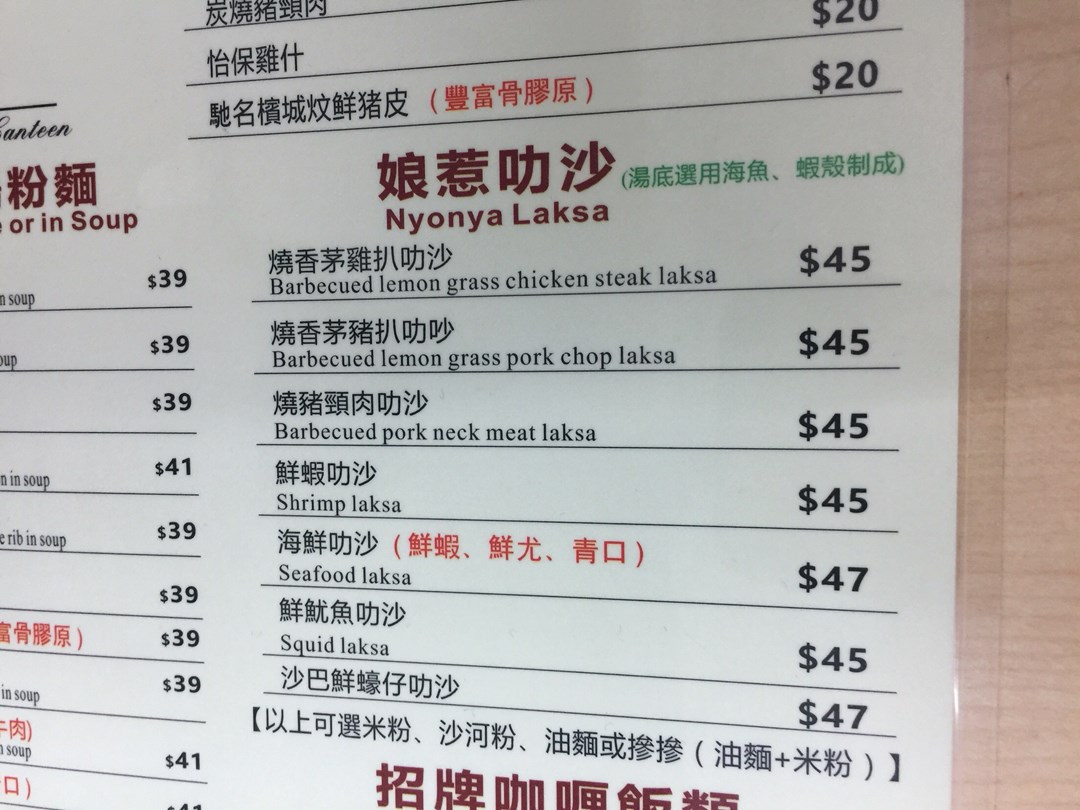 炭燒豬頸肉 $20
怡保雞什
馳名檳城炆鮮猪皮 (豐富骨膠原) $20
Canteen
粉麵
or in Soup
$39
in soup
$39
$39
$41
in soup
$39
rib in soup
$39
富骨膠原) $39
$39
in soup
牛肉)
soup
$41
口)
$41
娘惹叻沙 (湯底選用海魚、蝦殼制成)
Nyonya Laksa
燒香茅雞扒叻沙 $45
Barbecued lemon grass chicken steak laksa
燒香茅豬扒叻吵 $45
Barbecued lemon grass pork chop laksa
燒豬頸肉叻沙 $45
Barbecued pork neck meat laksa
鮮蝦叻沙 $45
Shrimp laksa
海鮮叻沙 (鮮蝦、鮮尤、青口) $47
Seafood laksa
鮮魷魚叻沙 $45
Squid laksa
沙巴鮮蠔仔叻沙 $47
【以上可選米粉、沙河粉、油麵或摻摻(油麵+米粉)】
招牌咖喱飯類